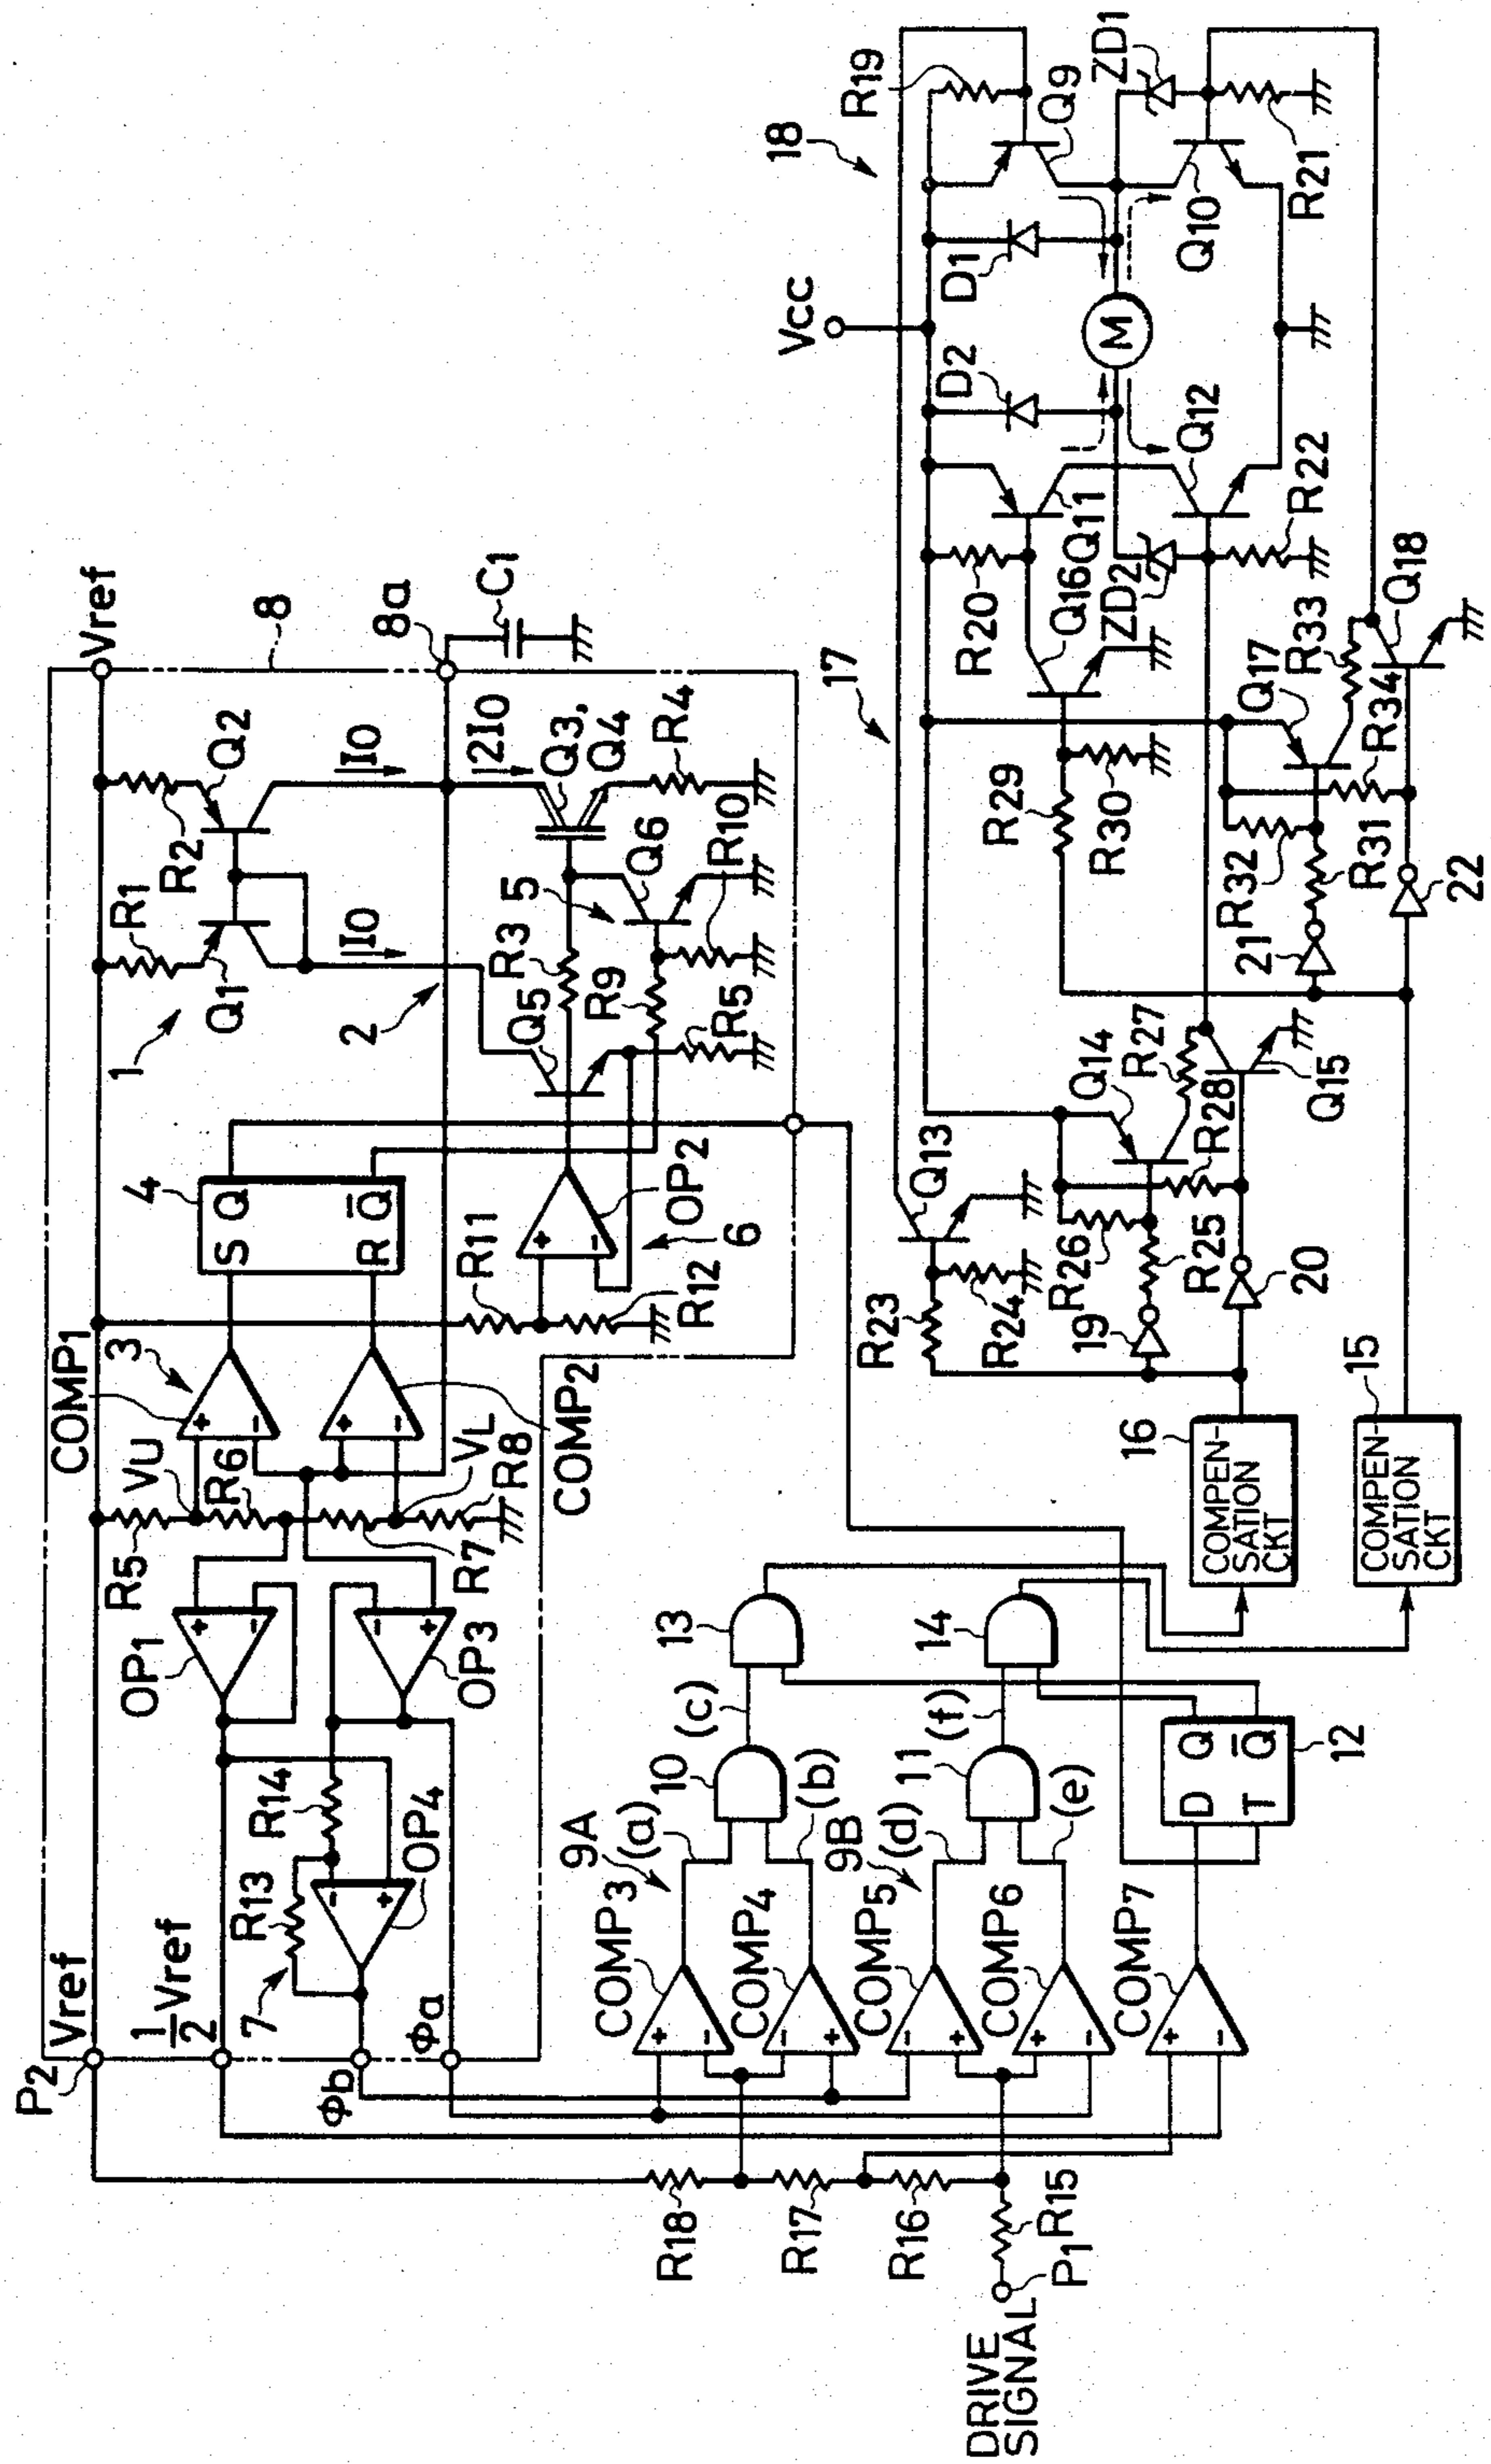 P2
Vref
1/2 Vref
7
R13
R14
OP4
Φb
Φa
OP1
OP3
R5
VU
R6
R7
VL
R8
COMP1
3
COMP2
4
S Q
R Q̅
R11
R12
OP2
6
1
R1
Q1
R2
Q2
IO
IO
2IO
2
Q5
R3
R9
R5
5
Q6
R10
Q3,
Q4
R4
Vref
8
8a
C1
DRIVE
SIGNAL
P1
R15
R16
R17
R18
COMP3
COMP4
COMP5
COMP6
COMP7
9A
(a)
(b)
9B
(d)
(e)
10
11
(c)
(f)
D Q
T Q̅
12
13
14
COMPEN-
SATION
CKT
16
COMPEN-
SATION
CKT
15
R23
R24
Q13
19
R26
R25
20
R28
Q14
R27
Q15
17
R29
R30
Q16
21
R32
R31
22
R34
Q17
R33
Q18
R20
Q11
ZD2
Q12
R22
D2
Vcc
M
D1
18
R19
Q9
ZD1
Q10
R21